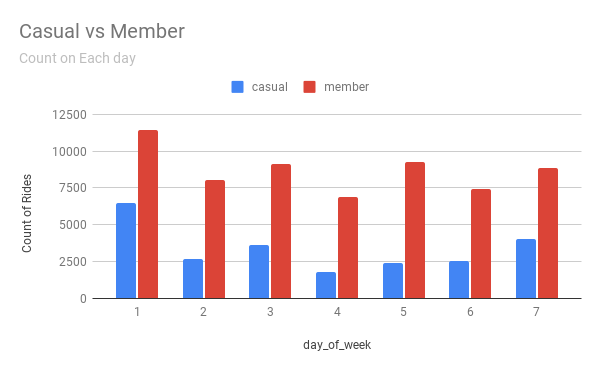 Casual vs Member
Count on Each day
casual member
12500
10000
7500
5000
2500
0
Count of Rides
1 2 3 4 5 6 7
day_of_week